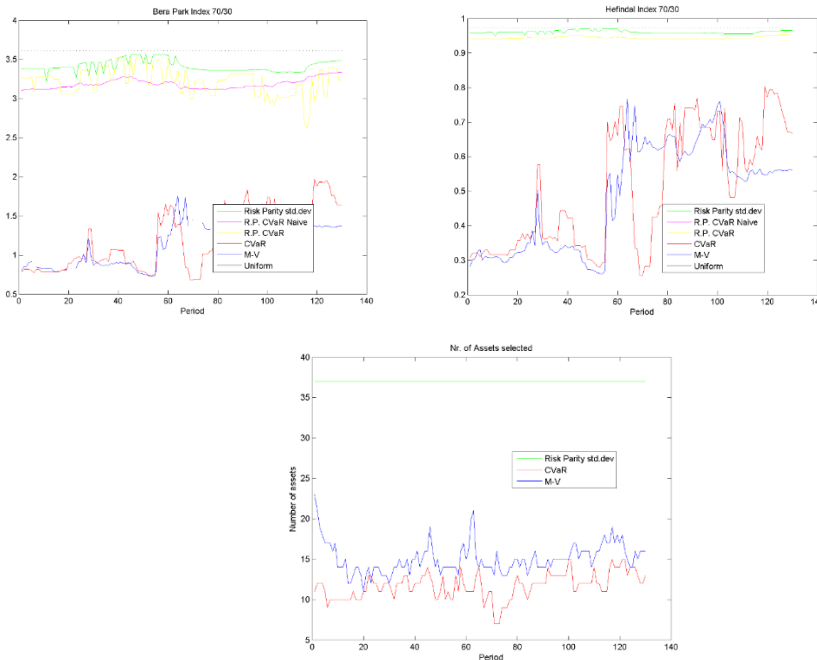 Bera Park Index 70/30
4
3.5
3
2.5
2
1.5
1
0.5
0 20 40 60 80 100 120 140
Period
Risk Parity std.dev
R.P. CVaR Naive
R.P. CVaR
CVaR
M-V
Uniform
Hefindal Index 70/30
1
0.9
0.8
0.7
0.6
0.5
0.4
0.3
0.2
0 20 40 60 80 100 120 140
Period
Risk Parity std.dev
R.P. CVaR Naive
R.P. CVaR
CVaR
M-V
Uniform
Nr. of Assets selected
40
35
30
25
20
15
10
5
Number of assets
0 20 40 60 80 100 120 140
Period
Risk Parity std.dev
CVaR
M-V